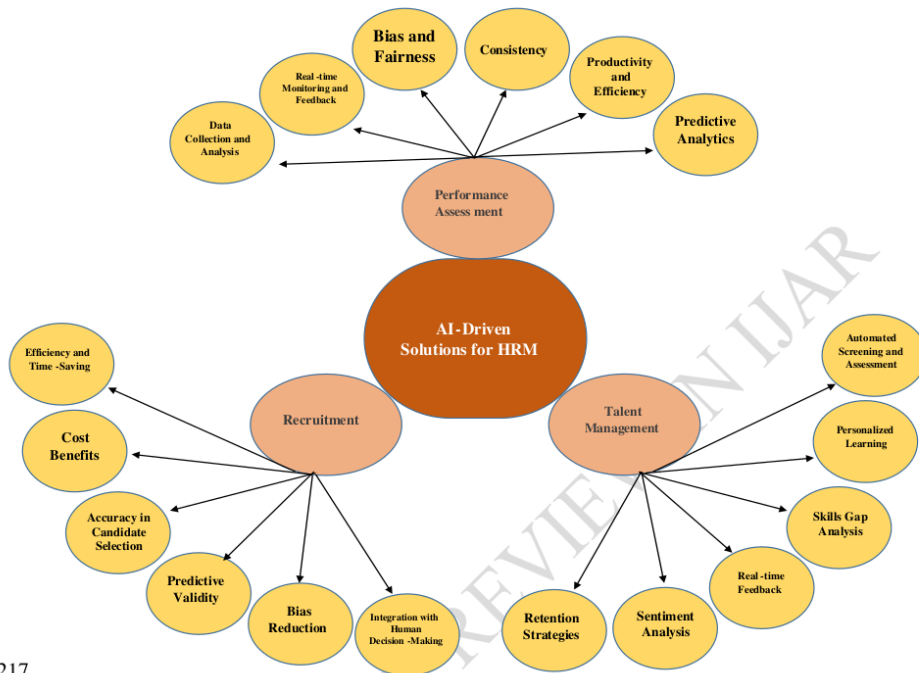 Bias and
Fairness
Consistency
Real -time
Monitoring and
Feedback
Productivity
and
Efficiency
Data
Collection and
Analysis
Predictive
Analytics
Performance
Assess ment
AI-Driven
Solutions for HRM
Efficiency and
Time -Saving
Automated
Screening and
Assessment
Recruitment
Talent
Management
Cost
Benefits
Personalized
Learning
Accuracy in
Candidate
Selection
Skills Gap
Analysis
Predictive
Validity
Real -time
Feedback
Bias
Reduction
Integration with
Human
Decision -Making
Retention
Strategies
Sentiment
Analysis
REVIEW IN IJAR
217